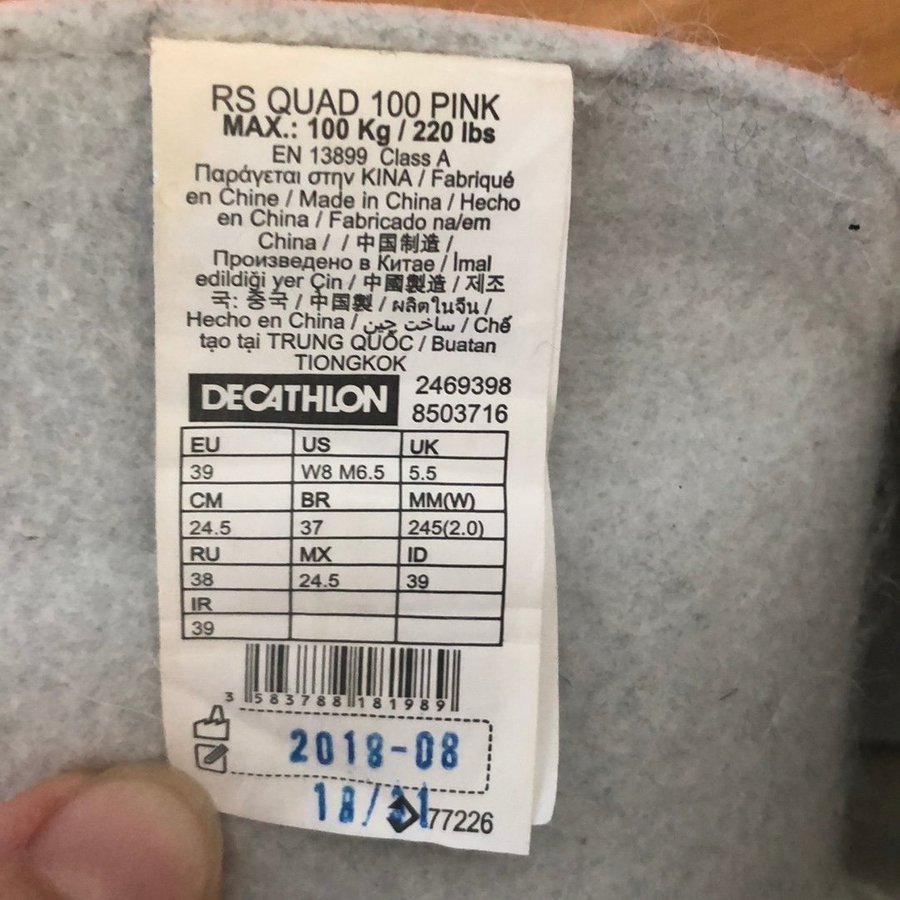 RS QUAD 100 PINK
MAX.: 100 Kg / 220 lbs
EN 13899 Class A
Παράγεται στην ΚΙΝΑ / Fabriqué
en Chine / Made in China / Hecho
en China / Fabricado na/em
China / / 中国制造 /
Произведено в Китае / İmal
edildiği yer Çin / 中國製造 / 제조
국: 중국 / 中国製 / ผลิตในจีน /
Hecho en China / ساخت چین / Chế
tạo tại TRUNG QUỐC / Buatan
TIONGKOK
DECATHLON 2469398
8503716
EU US UK
39 W8 M6.5 5.5
CM BR MM(W)
24.5 37 245(2.0)
RU MX ID
38 24.5 39
IR
39
3 583788 181989
2018-08
18/31 77226